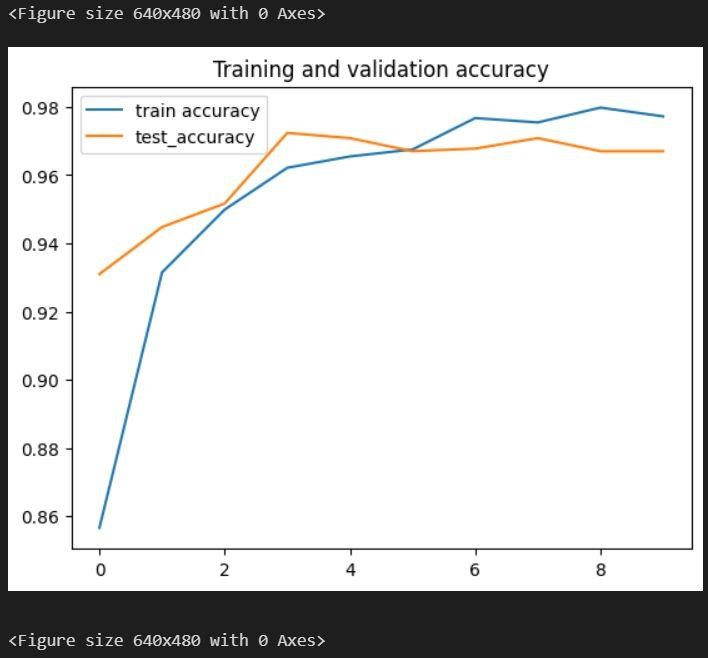 <Figure size 640x480 with 0 Axes>
Training and validation accuracy
train accuracy
test_accuracy
0.98
0.96
0.94
0.92
0.90
0.88
0.86
0 2 4 6 8
<Figure size 640x480 with 0 Axes>